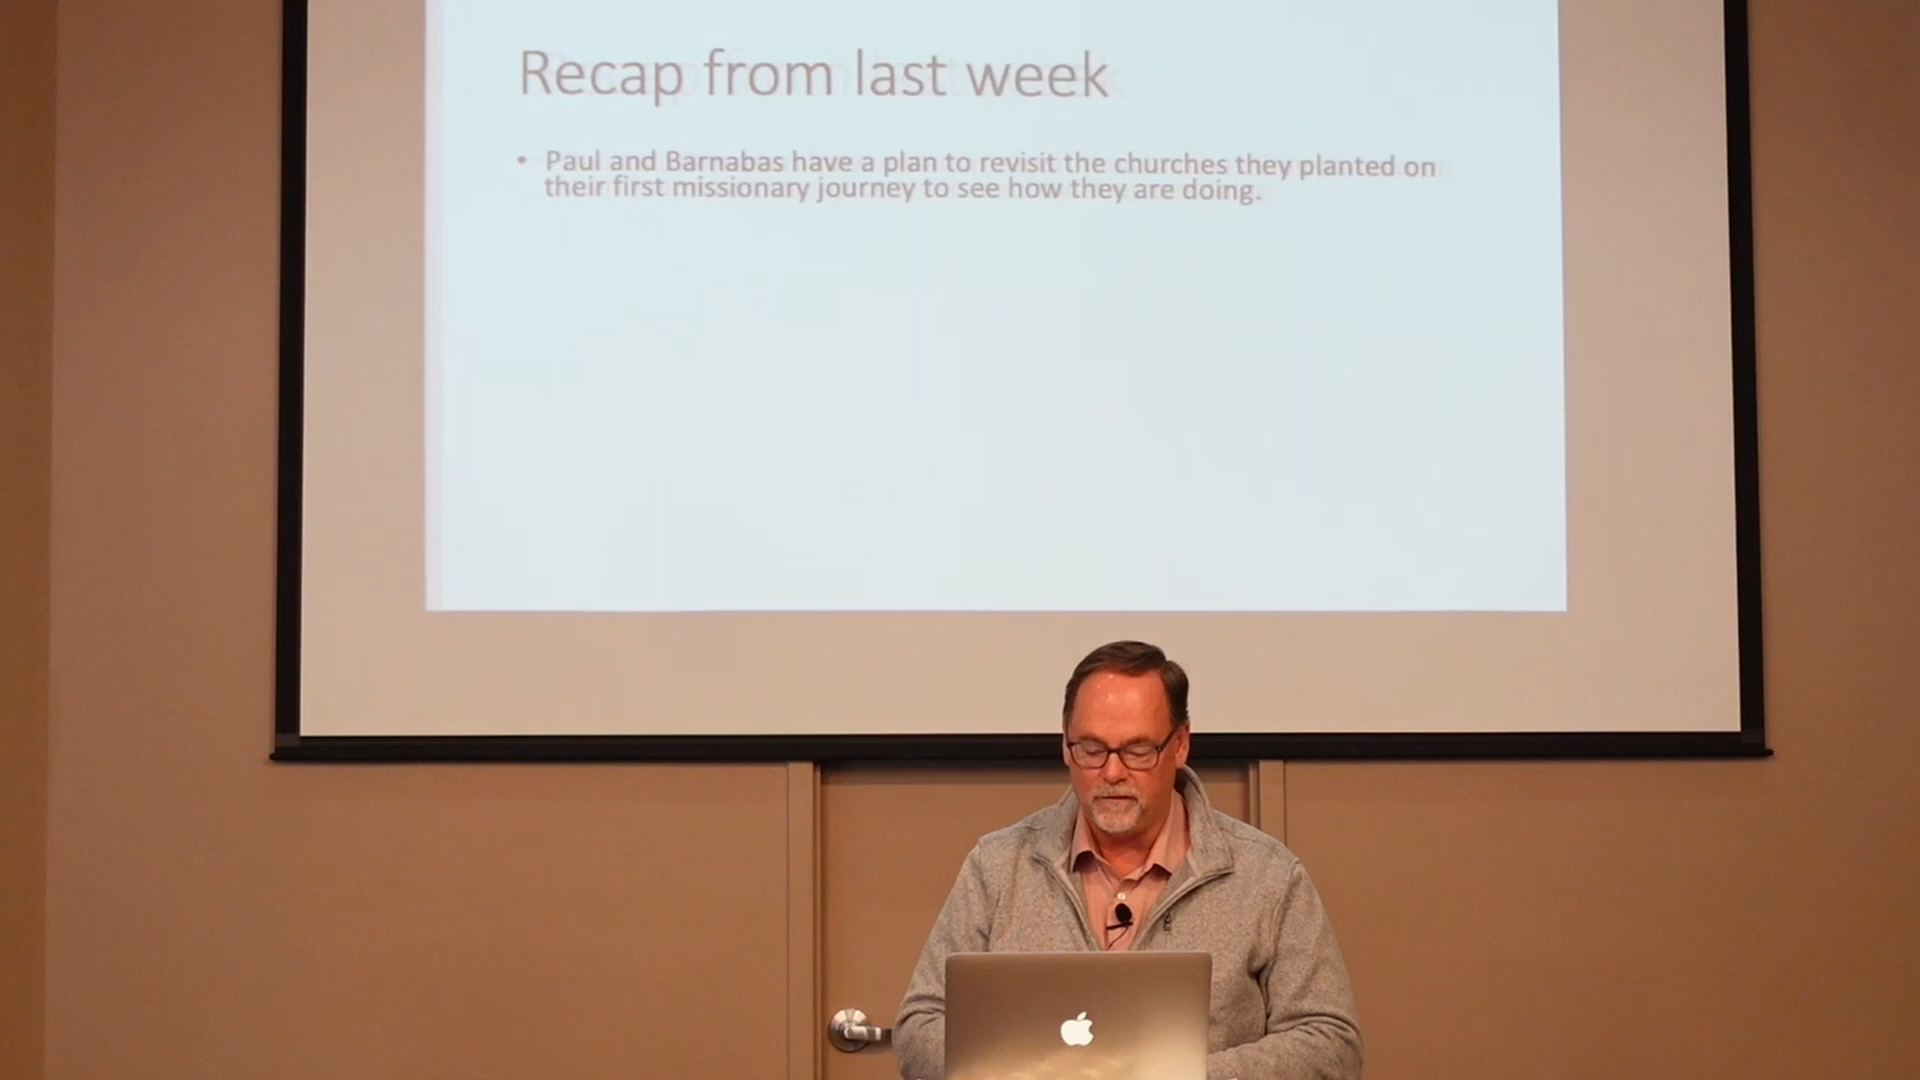 Recap from last week
• Paul and Barnabas have a plan to revisit the churches they planted on
their first missionary journey to see how they are doing.